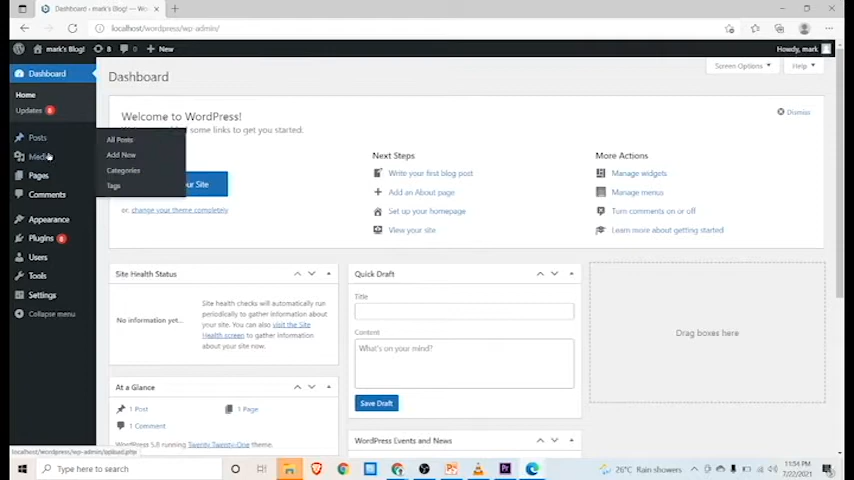 Dashboard ‹ mark's Blog! — Wo
localhost/wordpress/wp-admin/
mark's Blog!
8
0
+ New
Howdy, mark
Dashboard
Home
Updates 8
Posts
Media
Pages
Comments
Appearance
Plugins 8
Users
Tools
Settings
Collapse menu
All Posts
Add New
Categories
Tags
Dashboard
Screen Options
Help
Welcome to WordPress!
some links to get you started.
Dismiss
our Site
or, change your theme completely
Next Steps
Write your first blog post
Add an About page
Set up your homepage
View your site
More Actions
Manage widgets
Manage menus
Turn comments on or off
Learn more about getting started
Site Health Status
No information yet...
Site health checks will automatically run
periodically to gather information about
your site. You can also visit the Site
Health screen to gather information
about your site now.
At a Glance
1 Post
1 Page
1 Comment
WordPress 5.8 running Twenty Twenty-One theme.
Quick Draft
Title
Content
What's on your mind?
Save Draft
WordPress Events and News
Drag boxes here
localhost/wordpress/wp-admin/upload.php
Type here to search
26°C Rain showers
11:54 PM
7/22/2021